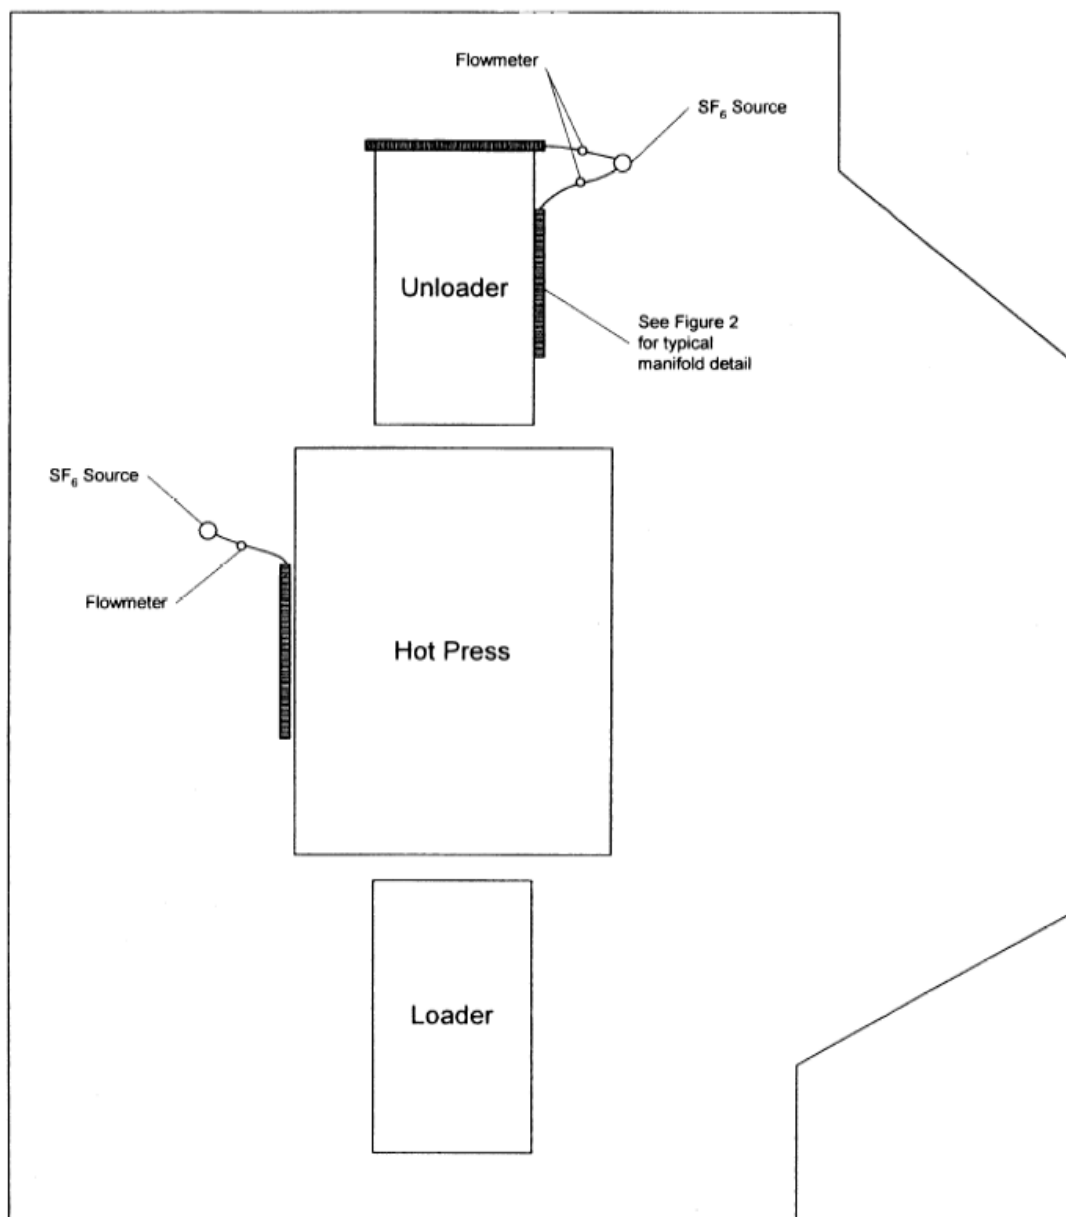 Flowmeter
SF₆ Source
Unloader
See Figure 2
for typical
manifold detail
SF₆ Source
Flowmeter
Hot Press
Loader